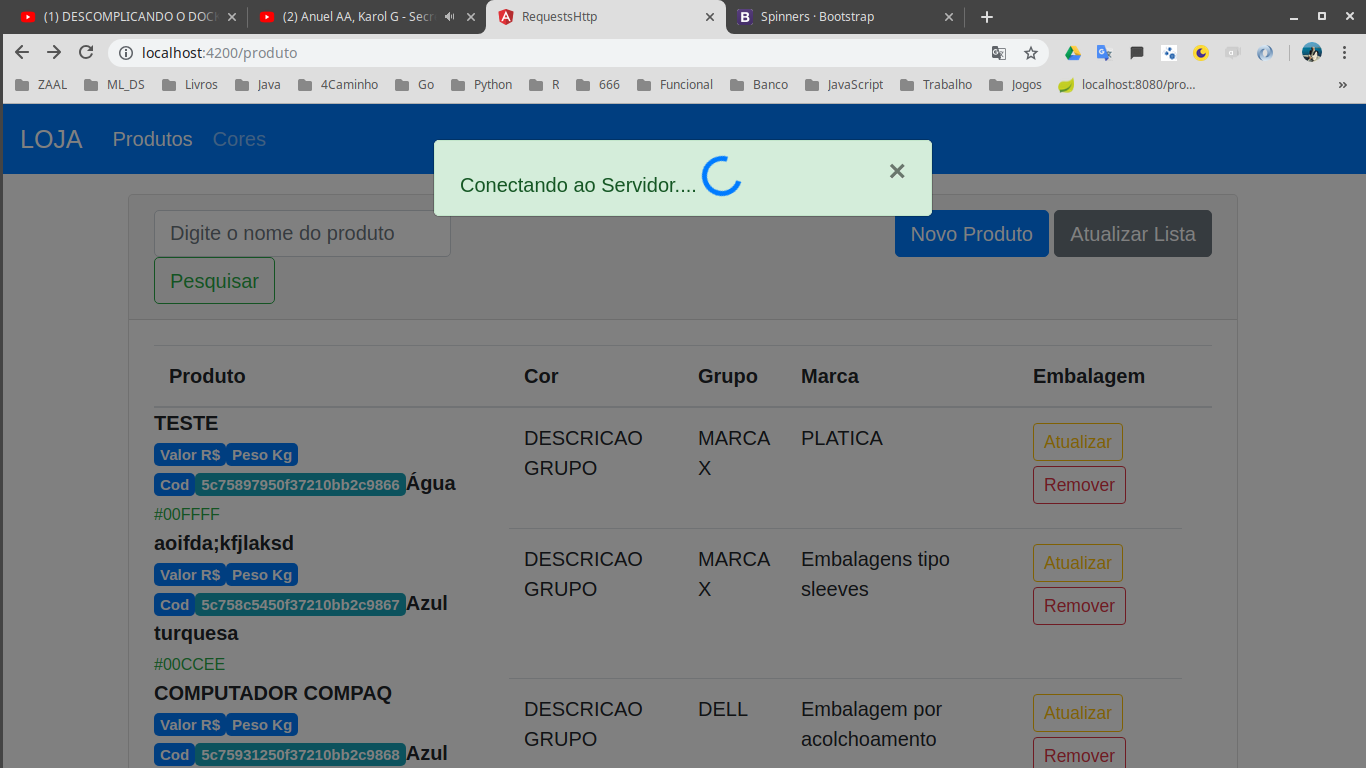 (1) DESCOMPLICANDO O DOCK
(2) Anuel AA, Karol G - Secr
RequestsHttp
B Spinners · Bootstrap
localhost:4200/produto
ZAAL ML_DS Livros Java 4Caminho Go Python R 666 Funcional Banco JavaScript Trabalho Jogos localhost:8080/pro... »
LOJA Produtos Cores
Conectando ao Servidor.... ×
Digite o nome do produto Novo Produto Atualizar Lista
Pesquisar
Produto Cor Grupo Marca Embalagem
TESTE
Valor R$ Peso Kg
Cod 5c75897950f37210bb2c9866 Água
#00FFFF
DESCRICAO
GRUPO
MARCA
X
PLATICA
Atualizar
Remover
aoifda;kfjlaksd
Valor R$ Peso Kg
Cod 5c758c5450f37210bb2c9867 Azul
turquesa
#00CCEE
DESCRICAO
GRUPO
MARCA
X
Embalagens tipo
sleeves
Atualizar
Remover
COMPUTADOR COMPAQ
Valor R$ Peso Kg
Cod 5c75931250f37210bb2c9868 Azul
DESCRICAO
GRUPO
DELL
Embalagem por
acolchoamento
Atualizar
Remover